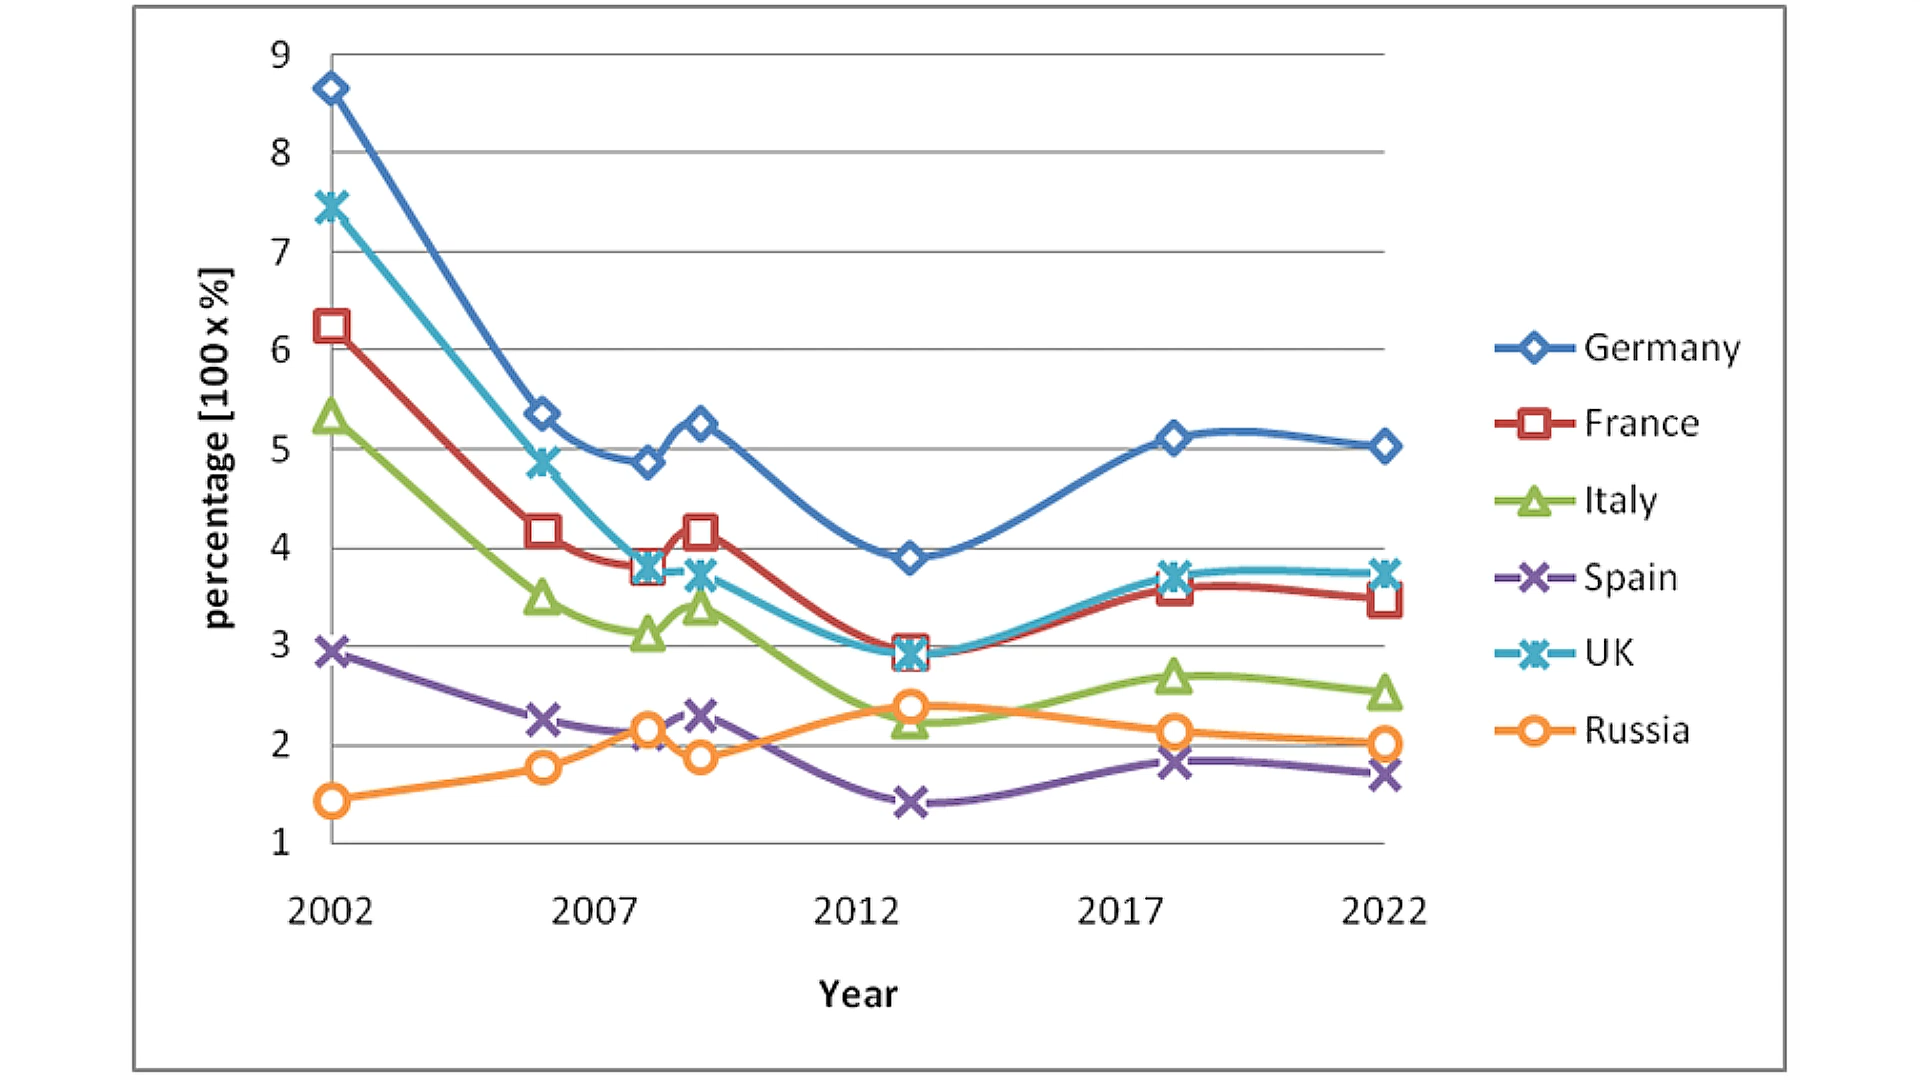 9
8
7
6
5
4
3
2
1
percentage [100 x %]
2002 2007 2012 2017 2022
Year
Germany
France
Italy
Spain
UK
Russia